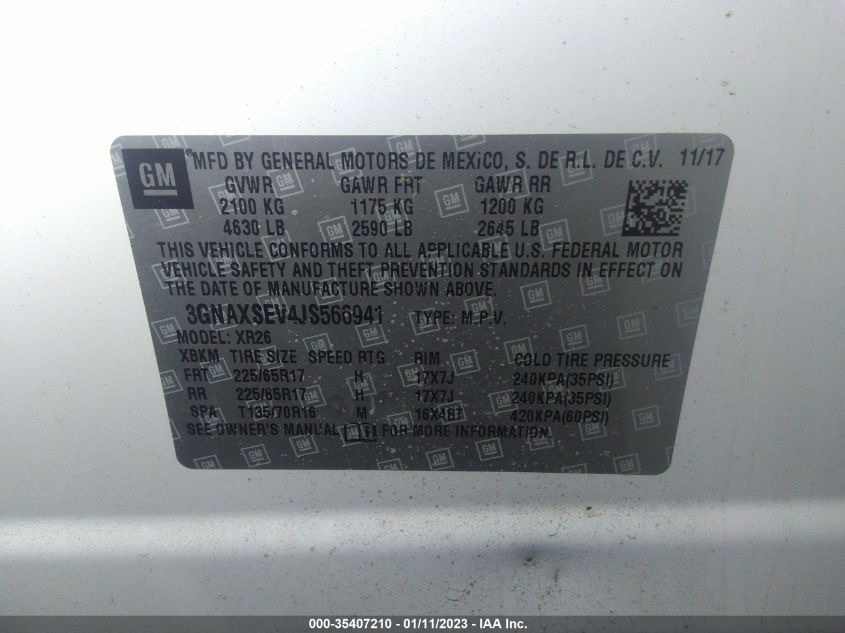 GM
MFD BY GENERAL MOTORS DE MEXICO, S. DE R.L. DE C.V. 11/17
GVWR GAWR FRT GAWR RR
2100 KG 1175 KG 1200 KG
4630 LB 2590 LB 2645 LB
THIS VEHICLE CONFORMS TO ALL APPLICABLE U.S. FEDERAL MOTOR
VEHICLE SAFETY AND THEFT PREVENTION STANDARDS IN EFFECT ON
THE DATE OF MANUFACTURE SHOWN ABOVE.
3GNAXSEV4JS566941 TYPE: M.P.V.
MODEL: XR26
XBKM TIRE SIZE SPEED RTG RIM COLD TIRE PRESSURE
FRT 225/65R17 H 17X7J 240KPA(35PSI)
RR 225/65R17 H 17X7J 240KPA(35PSI)
SPA T135/70R16 M 16X4BT 420KPA(60PSI)
SEE OWNER'S MANUAL FOR MORE INFORMATION.
000-35407210 - 01/11/2023 - IAA Inc.